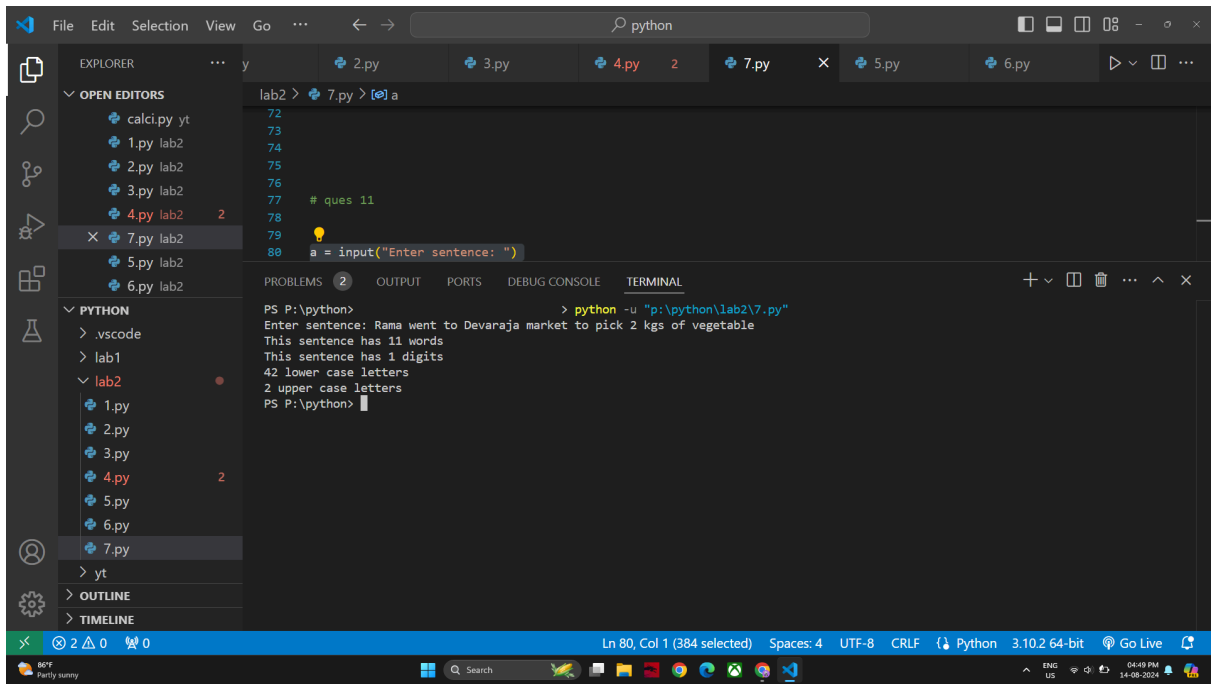 File Edit Selection View Go ··· python
EXPLORER ··· y 2.py 3.py 4.py 2 7.py 5.py 6.py ···
OPEN EDITORS
calci.py yt
1.py lab2
2.py lab2
3.py lab2
4.py lab2 2
7.py lab2
5.py lab2
6.py lab2
PYTHON
.vscode
lab1
lab2
1.py
2.py
3.py
4.py 2
5.py
6.py
7.py
yt
OUTLINE
TIMELINE
lab2 > 7.py > a
72
73
74
75
76
77 # ques 11
78
79
80 a = input("Enter sentence: ")
PROBLEMS 2 OUTPUT PORTS DEBUG CONSOLE TERMINAL
PS P:\python> > python -u "p:\python\lab2\7.py"
Enter sentence: Rama went to Devaraja market to pick 2 kgs of vegetable
This sentence has 11 words
This sentence has 1 digits
42 lower case letters
2 upper case letters
PS P:\python>
2 0 0 Ln 80, Col 1 (384 selected) Spaces: 4 UTF-8 CRLF Python 3.10.2 64-bit Go Live
86°F
Partly sunny
Search
ENG
US
04:49 PM
14-08-2024